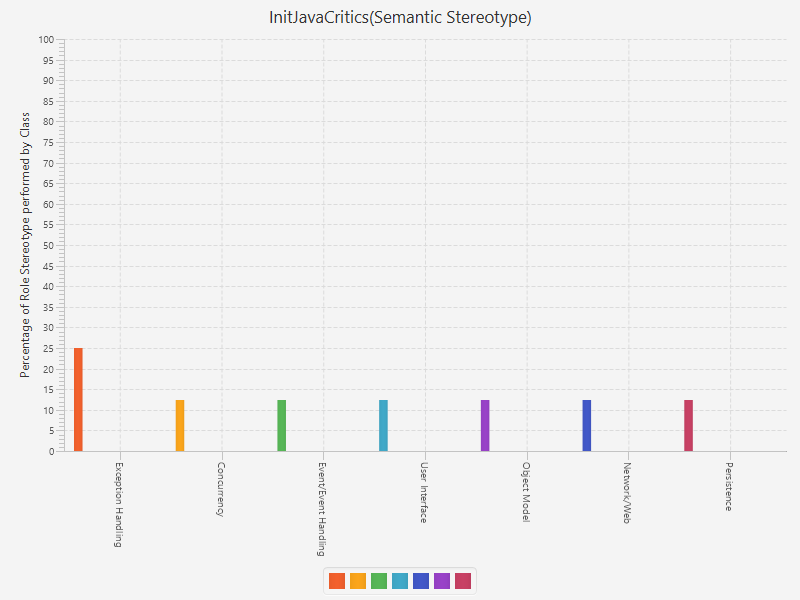 InitJavaCritics(Semantic Stereotype)
Percentage of Role Stereotype performed by Class
100
95
90
85
80
75
70
65
60
55
50
45
40
35
30
25
20
15
10
5
0
Exception Handling
Concurrency
Event/Event Handling
User Interface
Object Model
Network/Web
Persistence